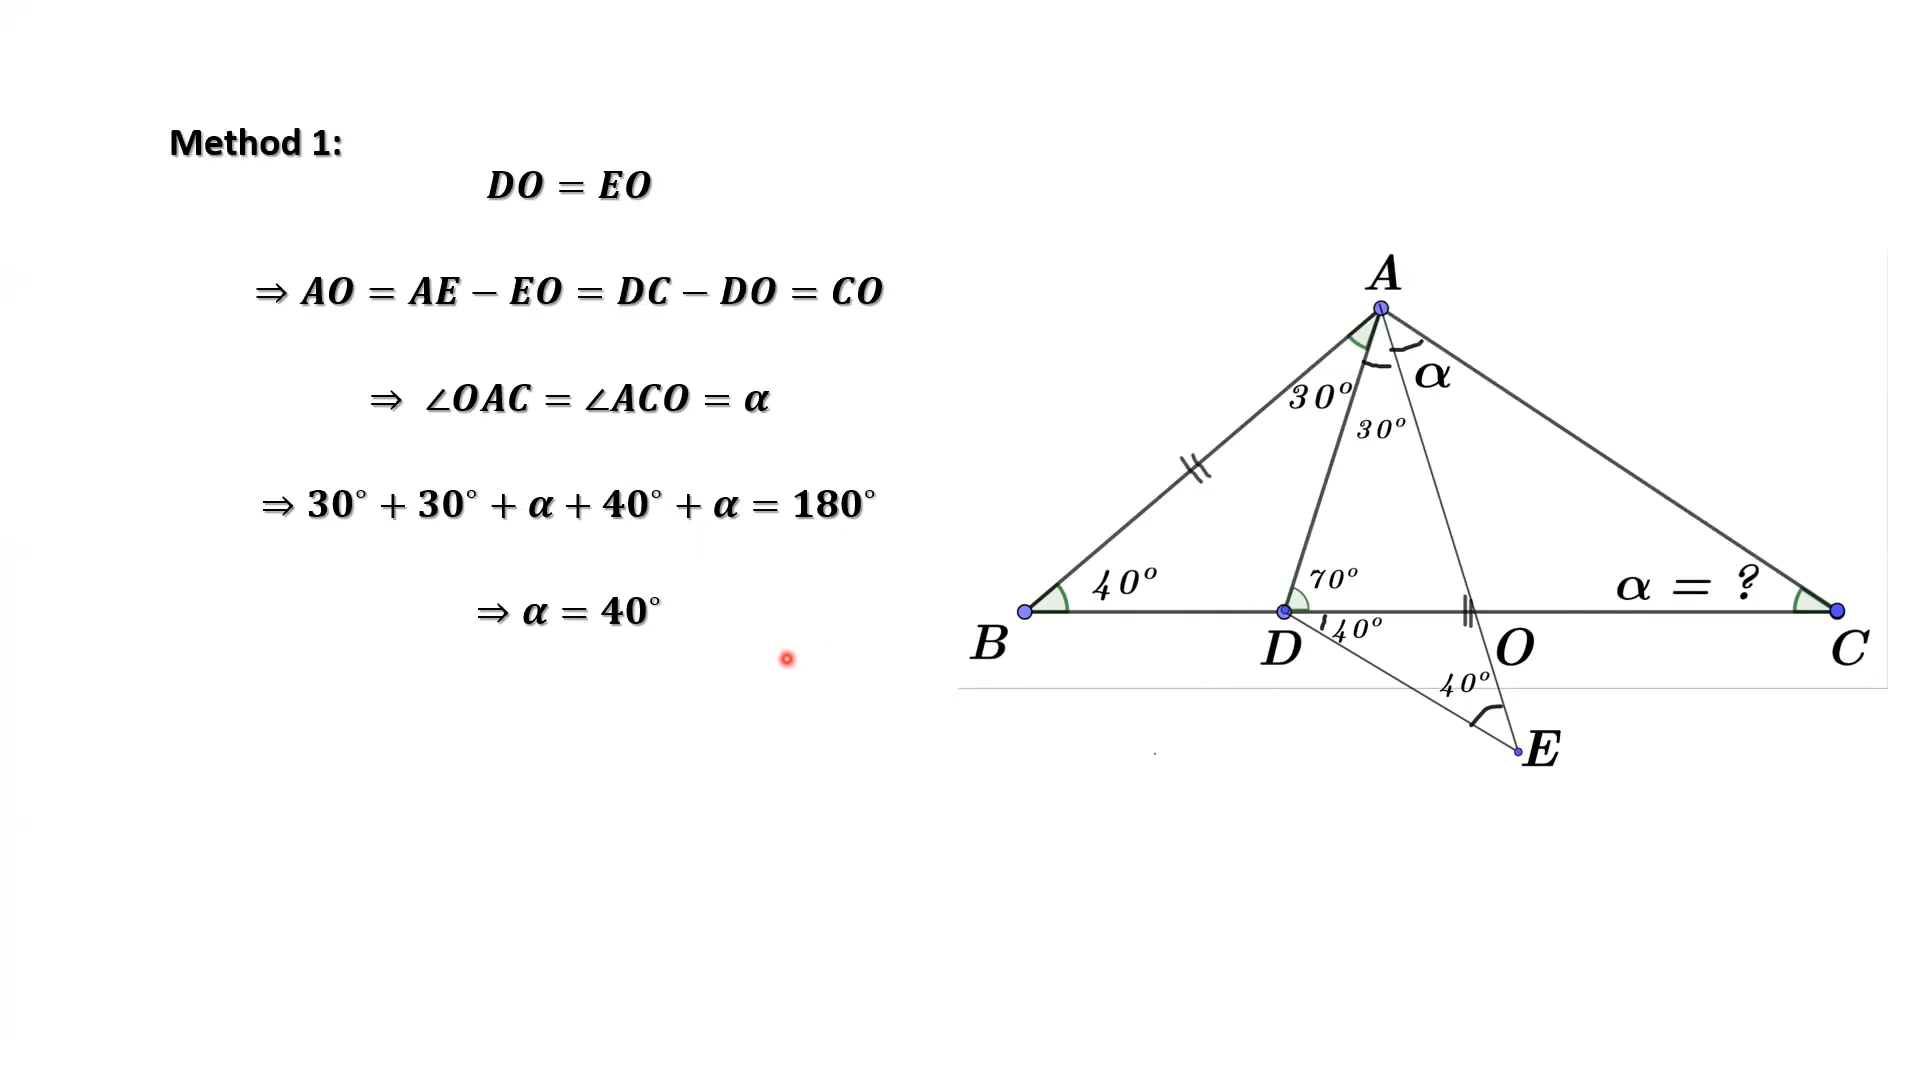 Method 1:
DO = EO
⇒ AO = AE − EO = DC − DO = CO
⇒ ∠OAC = ∠ACO = α
⇒ 30° + 30° + α + 40° + α = 180°
⇒ α = 40°
A
30° α
30°
40° 70° α = ?
B D 40° O C
40°
E